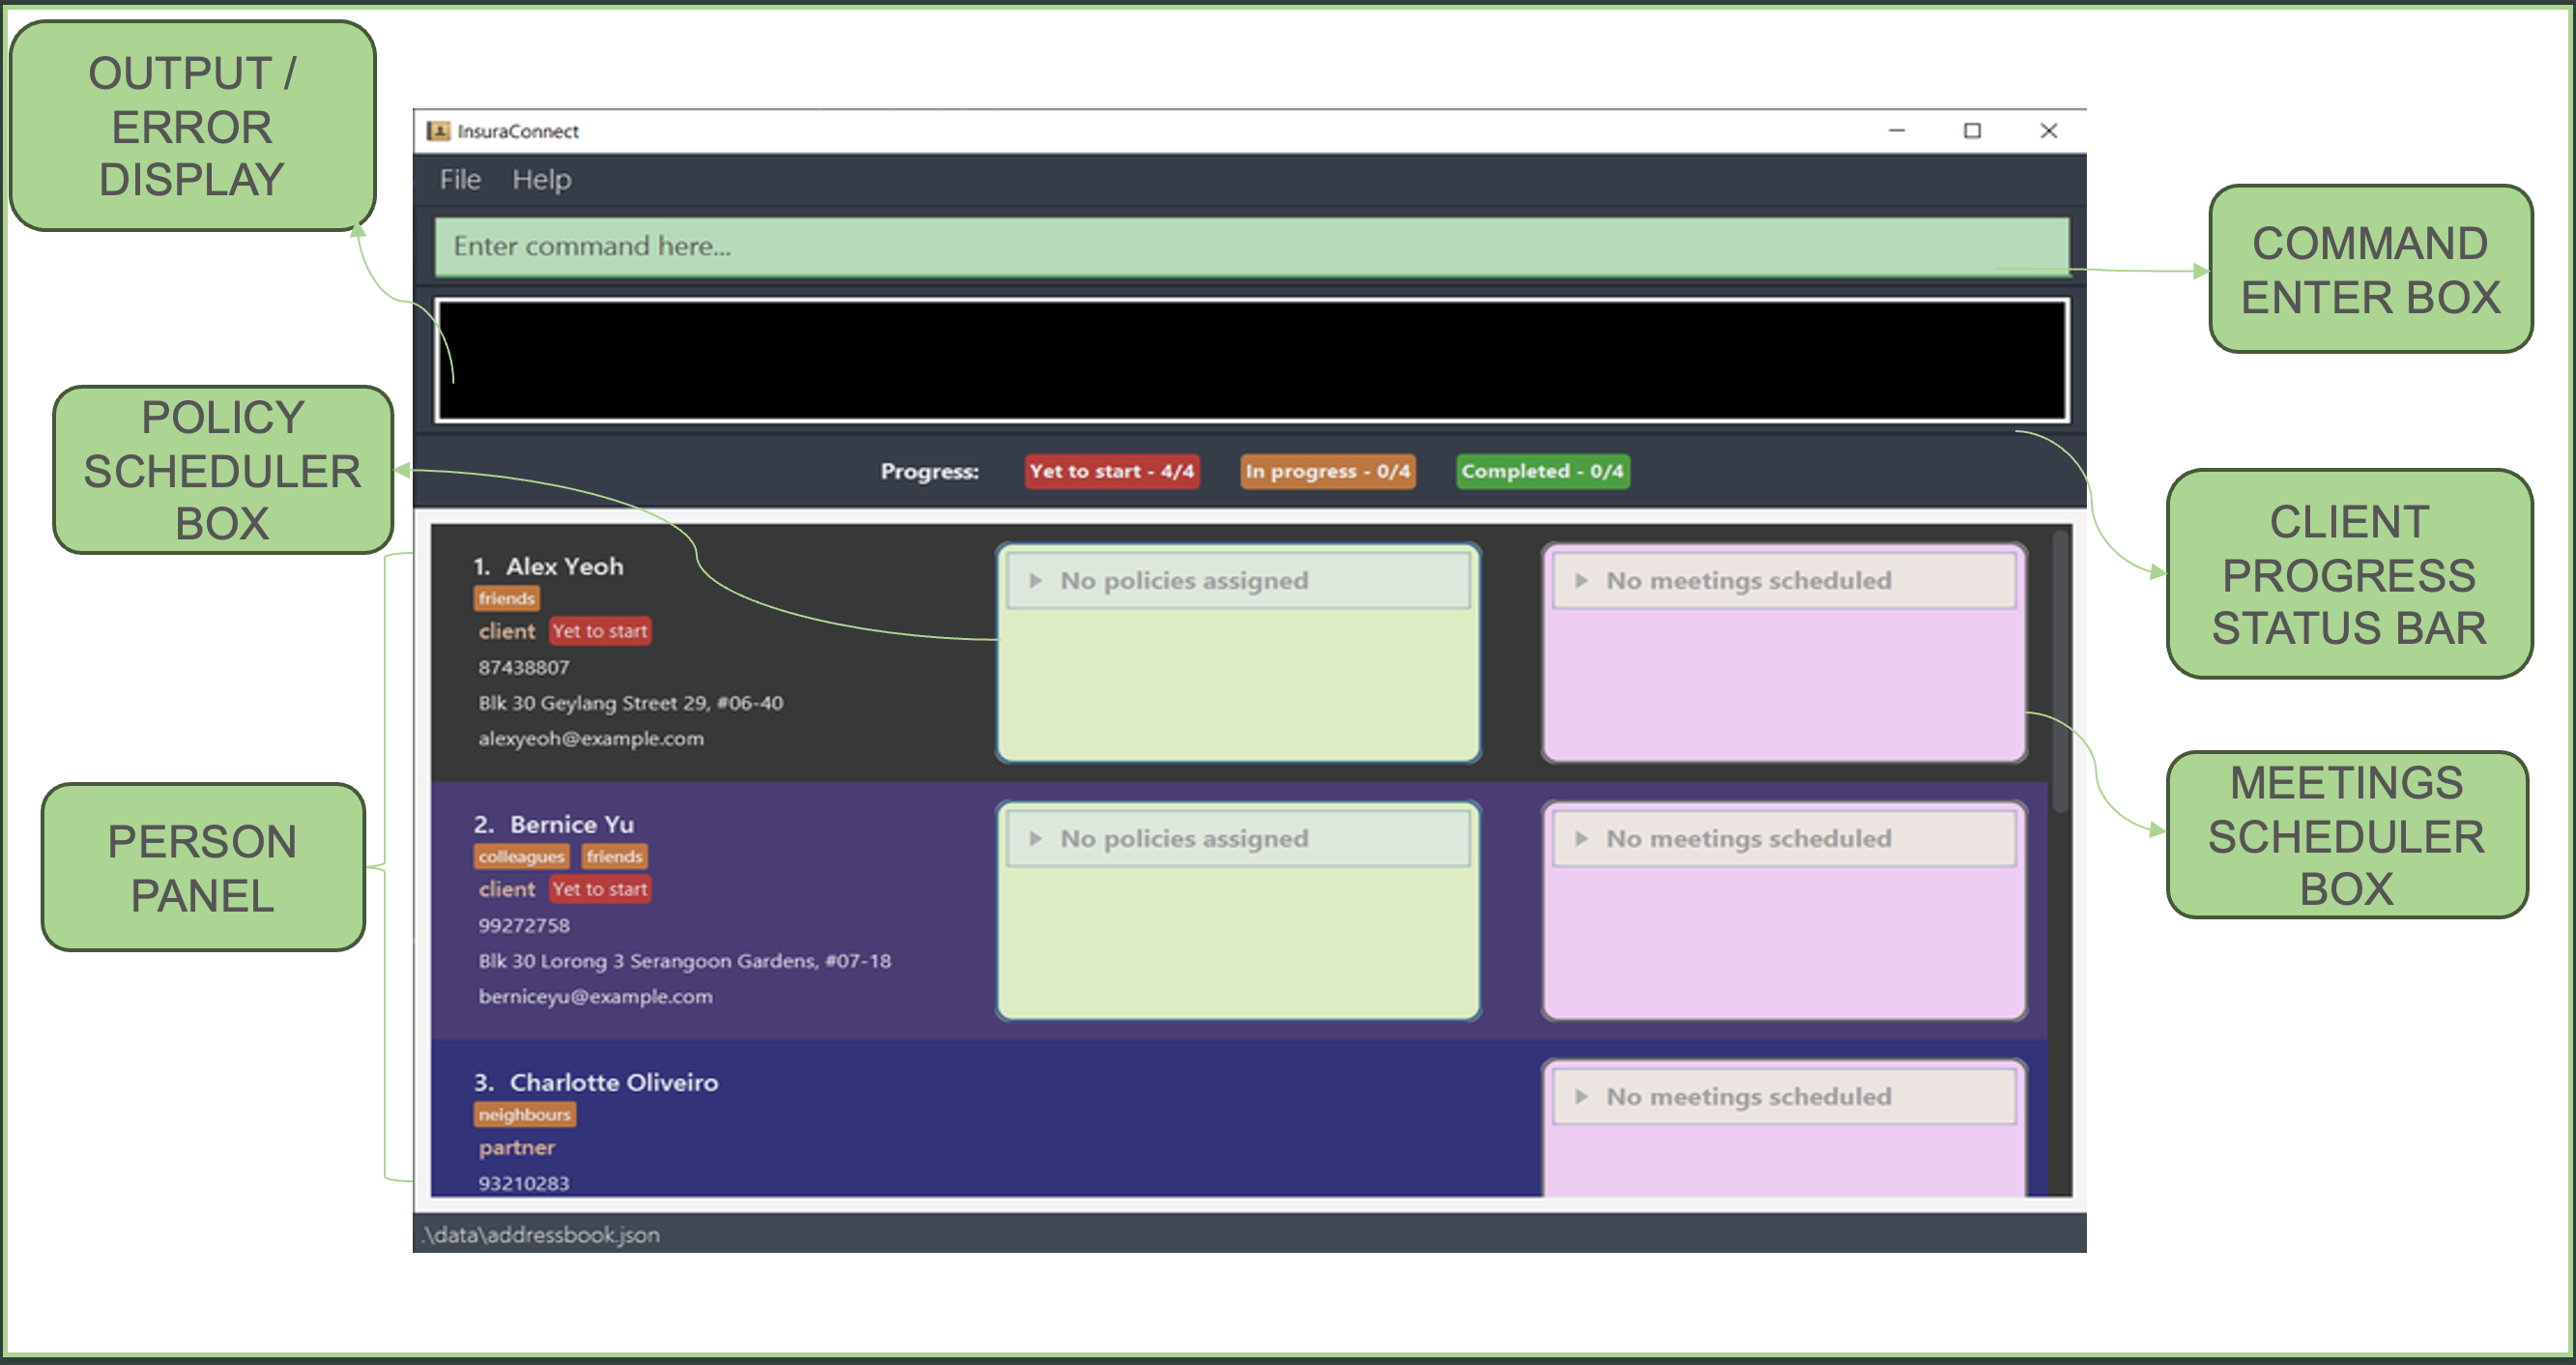 OUTPUT /
ERROR
DISPLAY
POLICY
SCHEDULER
BOX
PERSON
PANEL
InsuraConnect
File Help
Enter command here...
Progress: Yet to start - 4/4 In progress - 0/4 Completed - 0/4
1. Alex Yeoh
friends
client Yet to start
87438807
Blk 30 Geylang Street 29, #06-40
alexyeoh@example.com
No policies assigned
No meetings scheduled
2. Bernice Yu
colleagues friends
client Yet to start
99272758
Blk 30 Lorong 3 Serangoon Gardens, #07-18
berniceyu@example.com
No policies assigned
No meetings scheduled
3. Charlotte Oliveiro
neighbours
partner
93210283
No meetings scheduled
.\data\addressbook.json
COMMAND
ENTER BOX
CLIENT
PROGRESS
STATUS BAR
MEETINGS
SCHEDULER
BOX